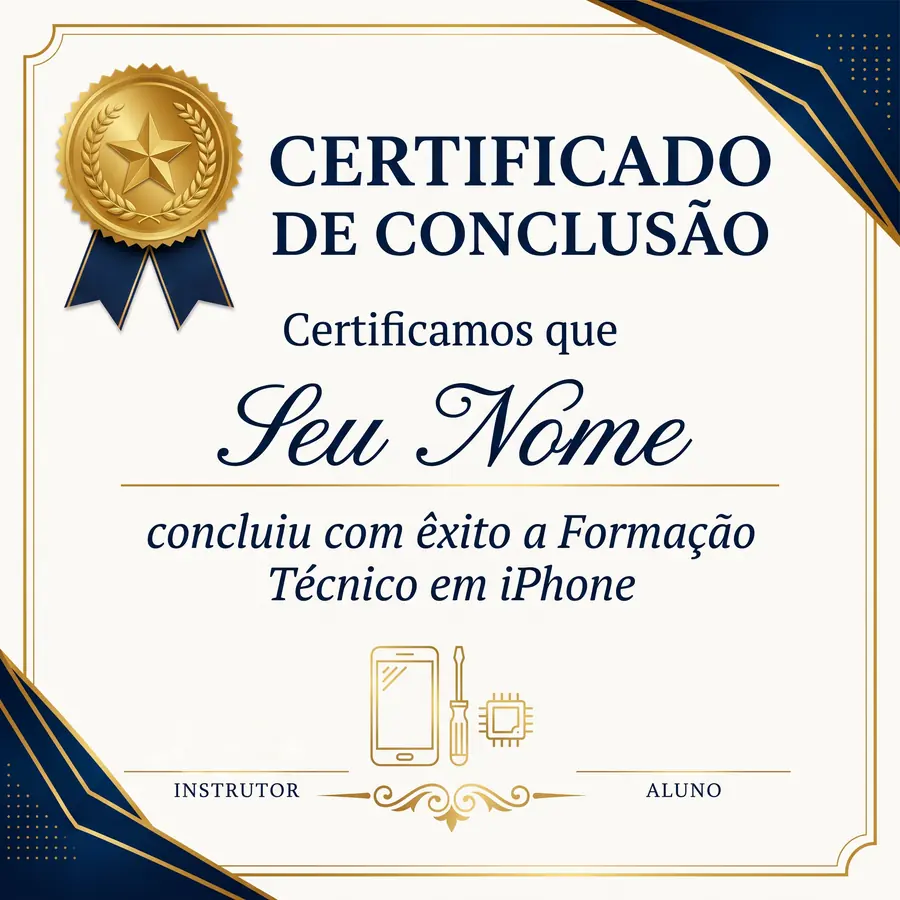 CERTIFICADO
DE CONCLUSÃO
Certificamos que
Seu Nome
concluiu com êxito a Formação
Técnico em iPhone
INSTRUTOR
ALUNO